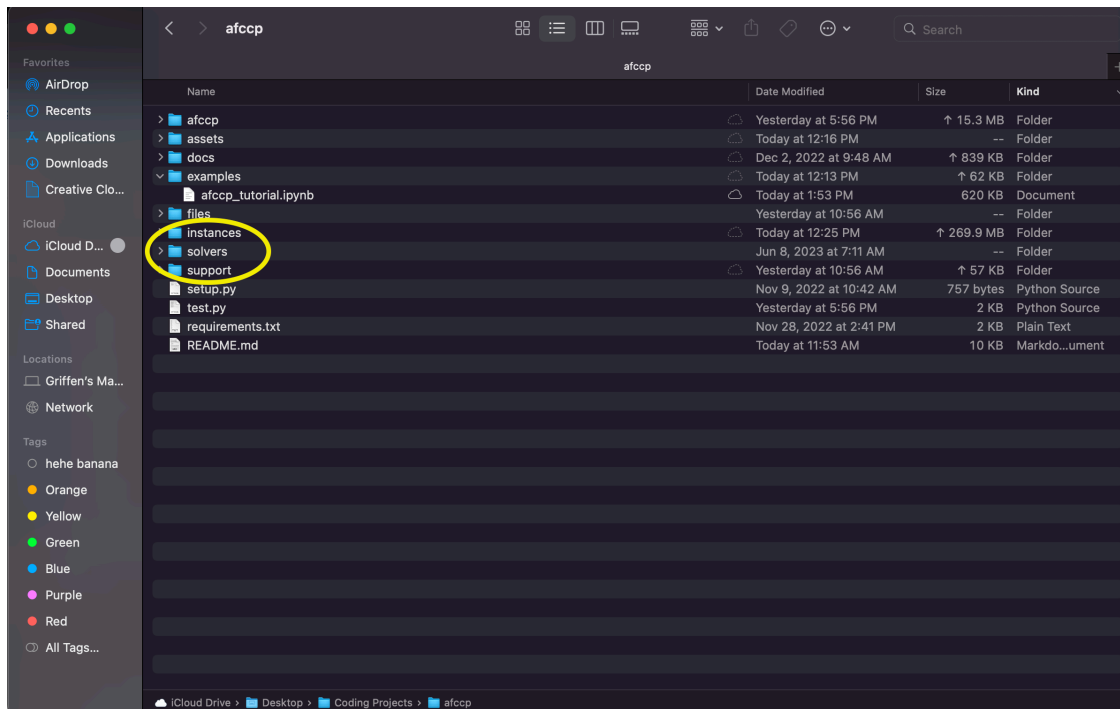 afccp
Search
afccp
Favorites
AirDrop
Recents
Applications
Downloads
Creative Clo...
iCloud
iCloud D...
Documents
Desktop
Shared
Locations
Griffen's Ma...
Network
Tags
hehe banana
Orange
Yellow
Green
Blue
Purple
Red
All Tags...
Name Date Modified Size Kind
afccp Yesterday at 5:56 PM ↑ 15.3 MB Folder
assets Today at 12:16 PM -- Folder
docs Dec 2, 2022 at 9:48 AM ↑ 839 KB Folder
examples Today at 12:13 PM ↑ 62 KB Folder
afccp_tutorial.ipynb Today at 1:53 PM 620 KB Document
files Yesterday at 10:56 AM -- Folder
instances Today at 12:25 PM ↑ 269.9 MB Folder
solvers Jun 8, 2023 at 7:11 AM -- Folder
support Yesterday at 10:56 AM ↑ 57 KB Folder
setup.py Nov 9, 2022 at 10:42 AM 757 bytes Python Source
test.py Yesterday at 5:56 PM 2 KB Python Source
requirements.txt Nov 28, 2022 at 2:41 PM 2 KB Plain Text
README.md Today at 11:53 AM 10 KB Markdo...ument
iCloud Drive › Desktop › Coding Projects › afccp